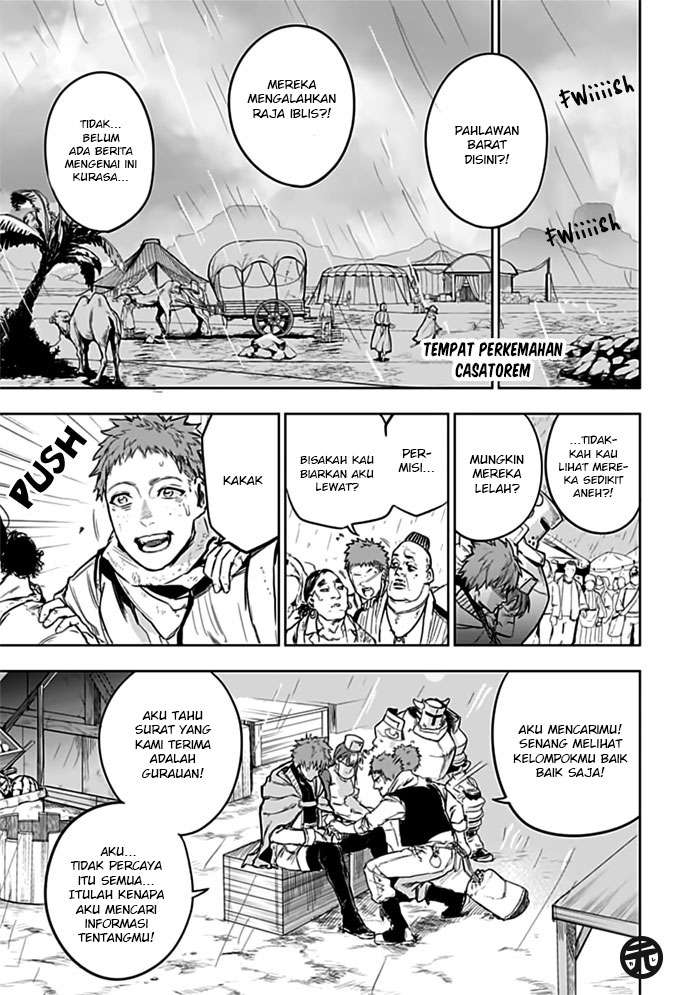 FWiiiiSH
PAHLAWAN
BARAT
DISINI?!
MEREKA
MENGALAHKAN
RAJA IBLIS?!
TIDAK...
BELUM
ADA BERITA
MENGENAI INI
KURASA...
FWiiiiSH
TEMPAT PERKEMAHAN
CASATOREM
...TIDAK-
KAH KAU
LIHAT MERE-
KA SEDIKIT
ANEH?!
MUNGKIN
MEREKA
LELAH?
PER-
MISI...
BISAKAH KAU
BIARKAN AKU
LEWAT?
KAKAK
PUSH
AKU MENCARIMU!
SENANG MELIHAT
KELOMPOKMU BAIK
BAIK SAJA!
AKU TAHU
SURAT YANG
KAMI TERIMA
ADALAH
GURAUAN!
AKU...
TIDAK PERCAYA
ITU SEMUA...
ITULAH KENAPA
AKU MENCARI
INFORMASI
TENTANGMU!